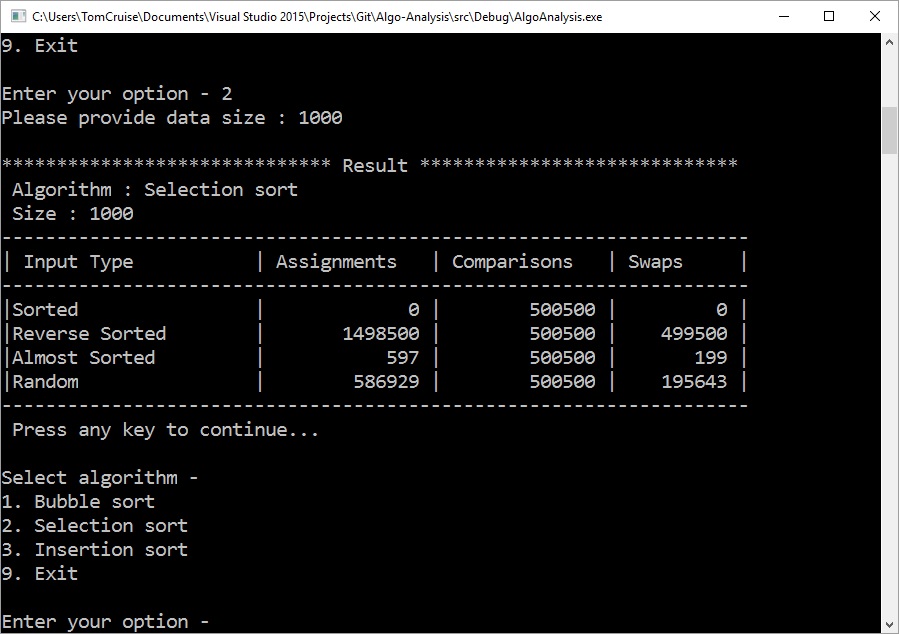 C:\Users\TomCruise\Documents\Visual Studio 2015\Projects\Git\Algo-Analysis\src\Debug\AlgoAnalysis.exe
9. Exit
Enter your option - 2
Please provide data size : 1000
****************************** Result *****************************
Algorithm : Selection sort
Size : 1000
--------------------------------------------------------------------
| Input Type | Assignments | Comparisons | Swaps |
--------------------------------------------------------------------
|Sorted | 0 | 500500 | 0 |
|Reverse Sorted | 1498500 | 500500 | 499500 |
|Almost Sorted | 597 | 500500 | 199 |
|Random | 586929 | 500500 | 195643 |
--------------------------------------------------------------------
Press any key to continue...
Select algorithm -
1. Bubble sort
2. Selection sort
3. Insertion sort
9. Exit
Enter your option -